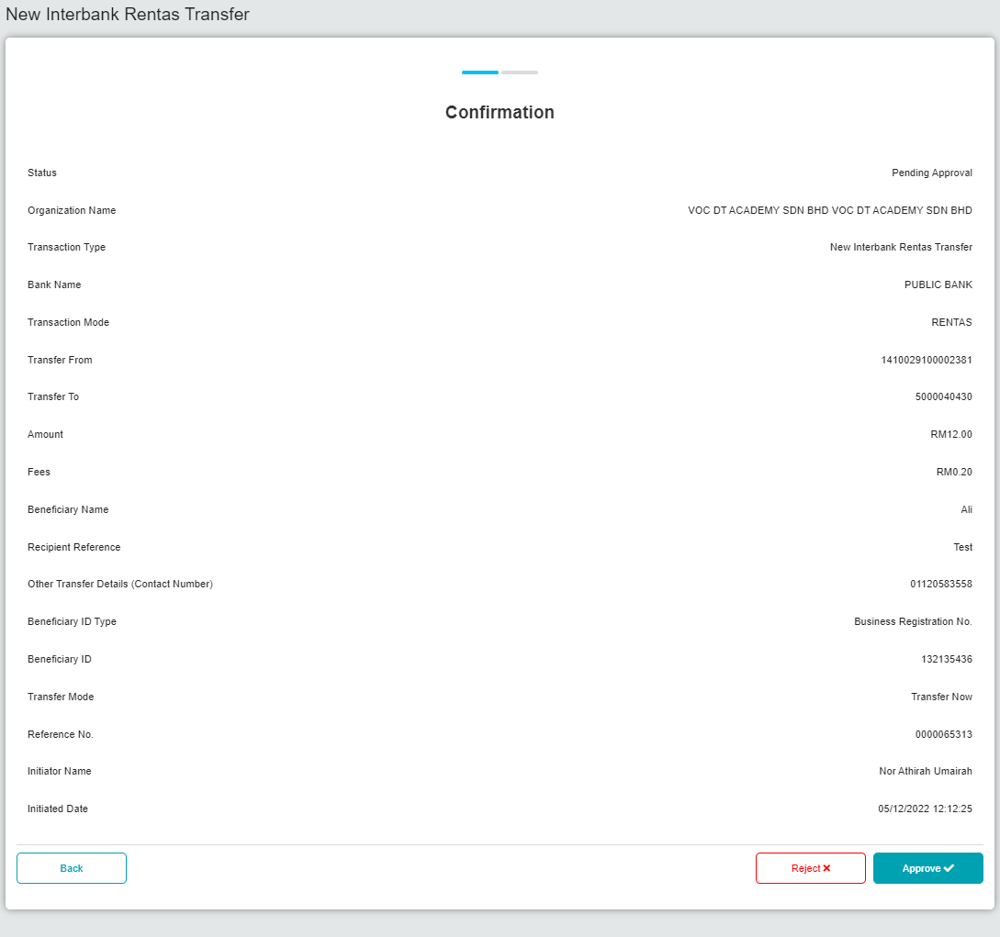 New Interbank Rentas Transfer
Confirmation
Status Pending Approval
Organization Name VOC DT ACADEMY SDN BHD VOC DT ACADEMY SDN BHD
Transaction Type New Interbank Rentas Transfer
Bank Name PUBLIC BANK
Transaction Mode RENTAS
Transfer From 1410029100002381
Transfer To 5000040430
Amount RM12.00
Fees RM0.20
Beneficiary Name Ali
Recipient Reference Test
Other Transfer Details (Contact Number) 01120583558
Beneficiary ID Type Business Registration No.
Beneficiary ID 132135436
Transfer Mode Transfer Now
Reference No. 0000065313
Initiator Name Nor Athirah Umairah
Initiated Date 05/12/2022 12:12:25
Back Reject Approve